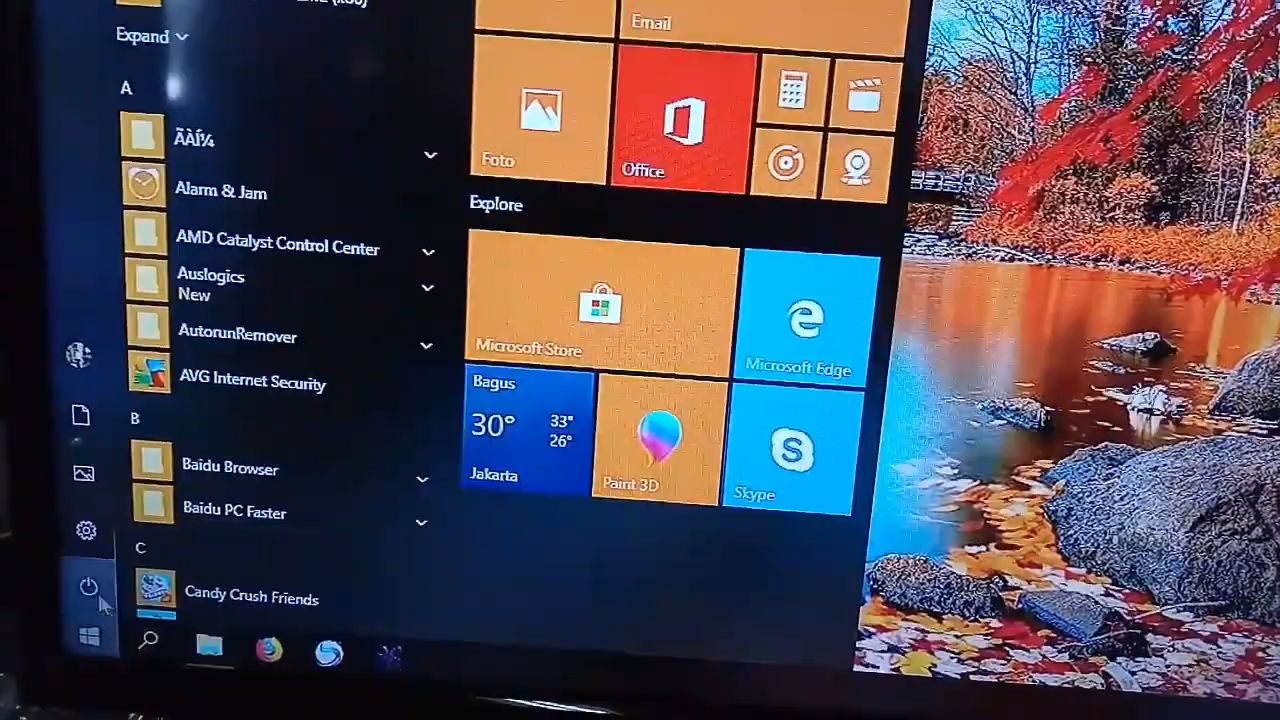 Expand
A
ÃÀÍ¼
Alarm & Jam
AMD Catalyst Control Center
Auslogics
New
AutorunRemover
AVG Internet Security
B
Baidu Browser
Baidu PC Faster
C
Candy Crush Friends
Email
Foto
Office
Explore
Microsoft Store
Microsoft Edge
Bagus
30°
33°
26°
Jakarta
Paint 3D
Skype